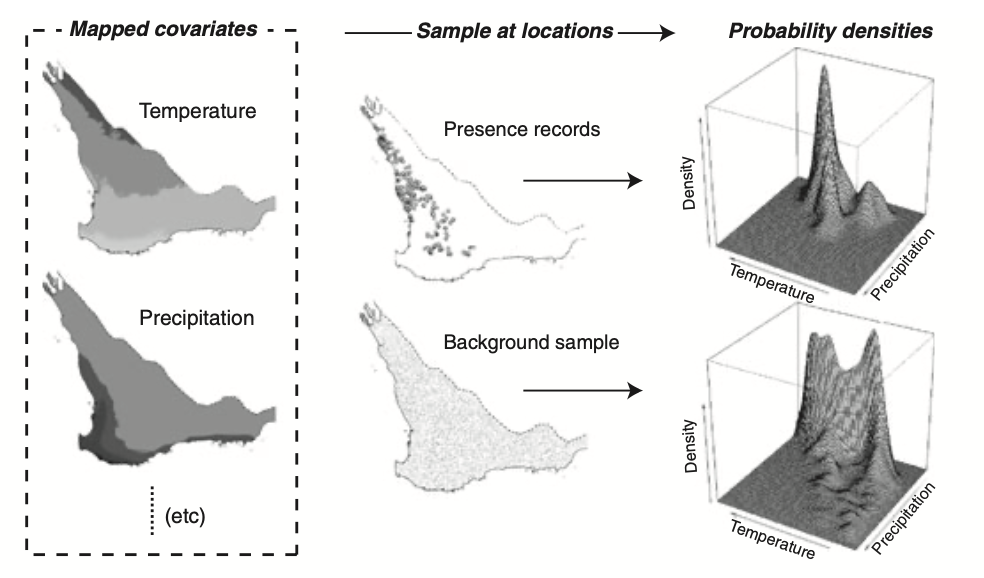 Mapped covariates
Sample at locations
Probability densities
Temperature
Presence records
Density
Temperature
Precipitation
Precipitation
Background sample
Density
Temperature
Precipitation
(etc)